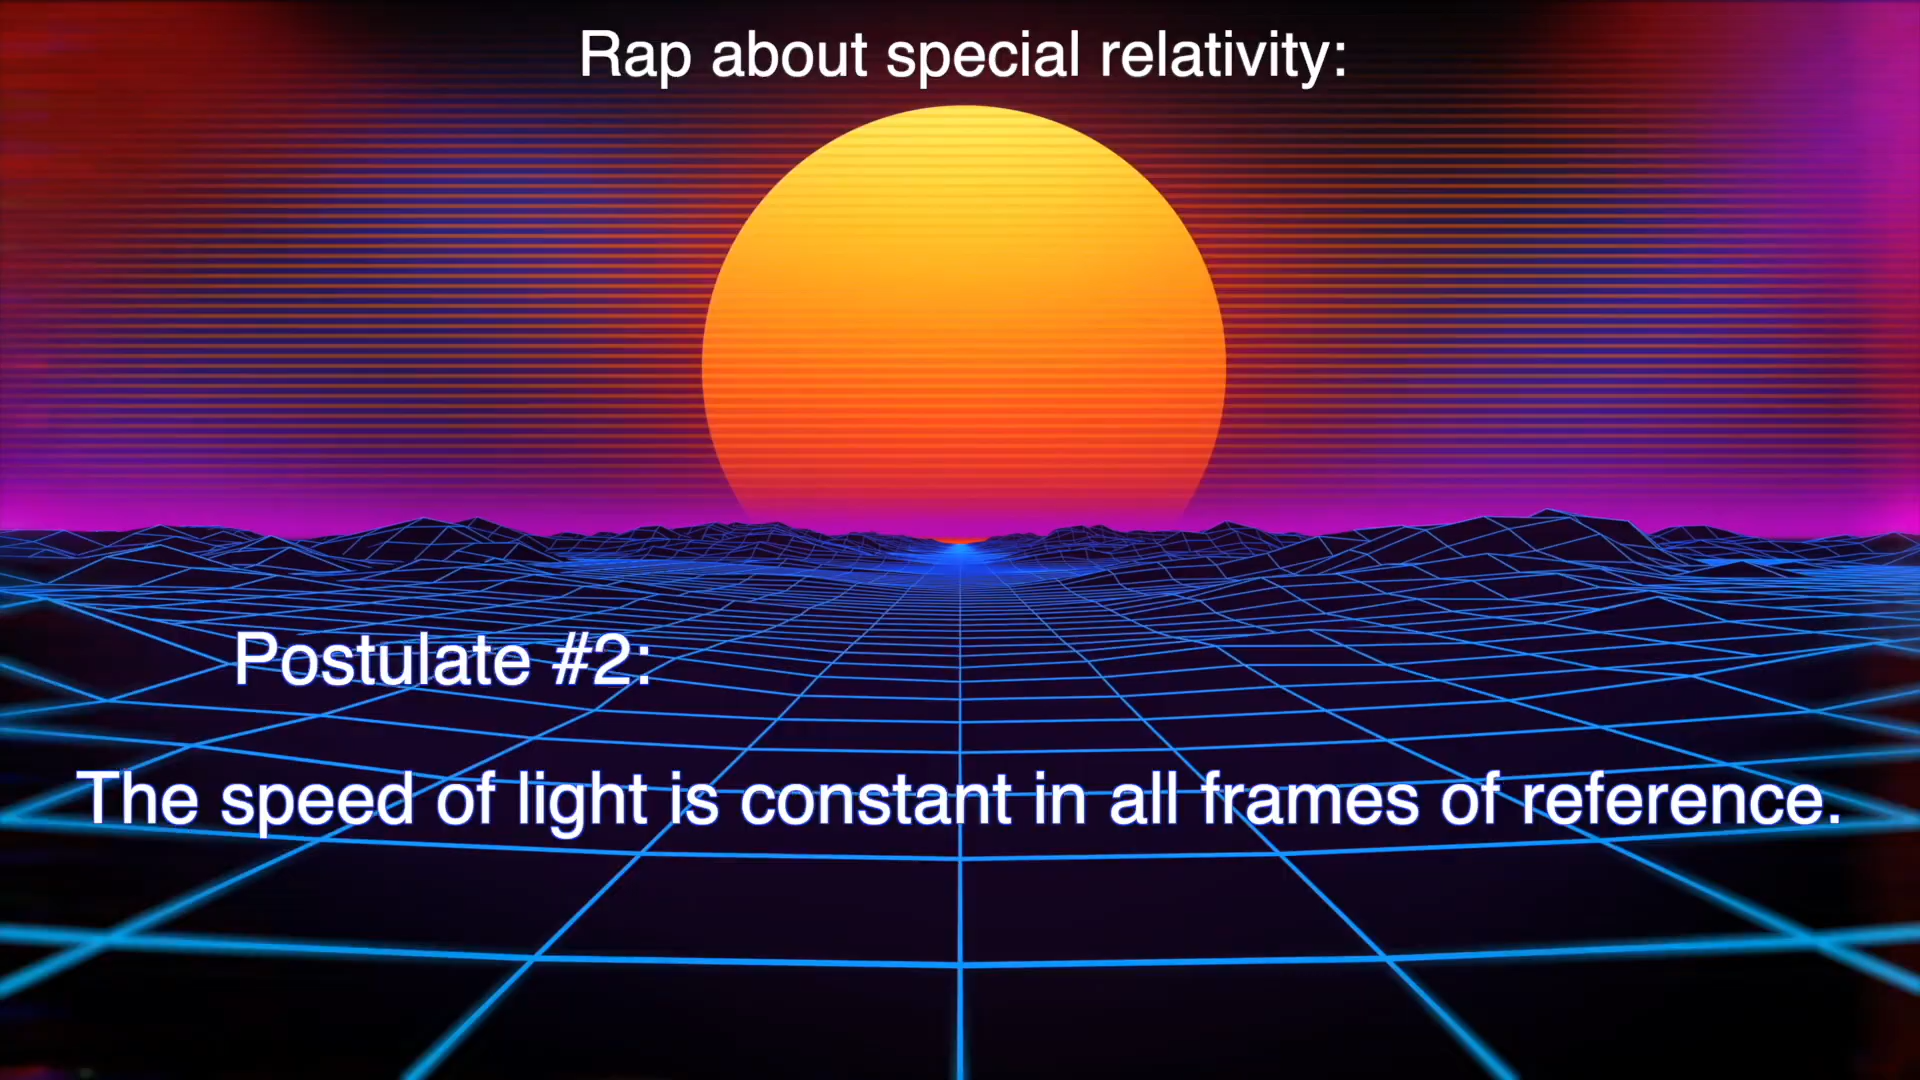 Rap about special relativity:
Postulate #2:
The speed of light is constant in all frames of reference.